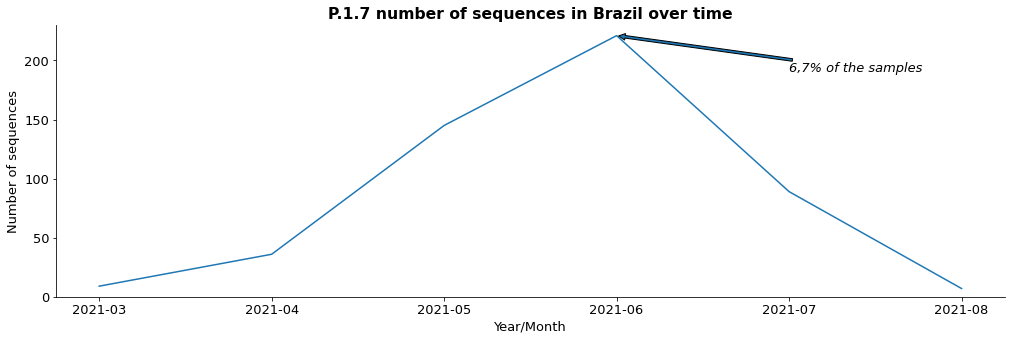 P.1.7 number of sequences in Brazil over time
200
6,7% of the samples
150
100
50
0
Number of sequences
2021-03 2021-04 2021-05 2021-06 2021-07 2021-08
Year/Month